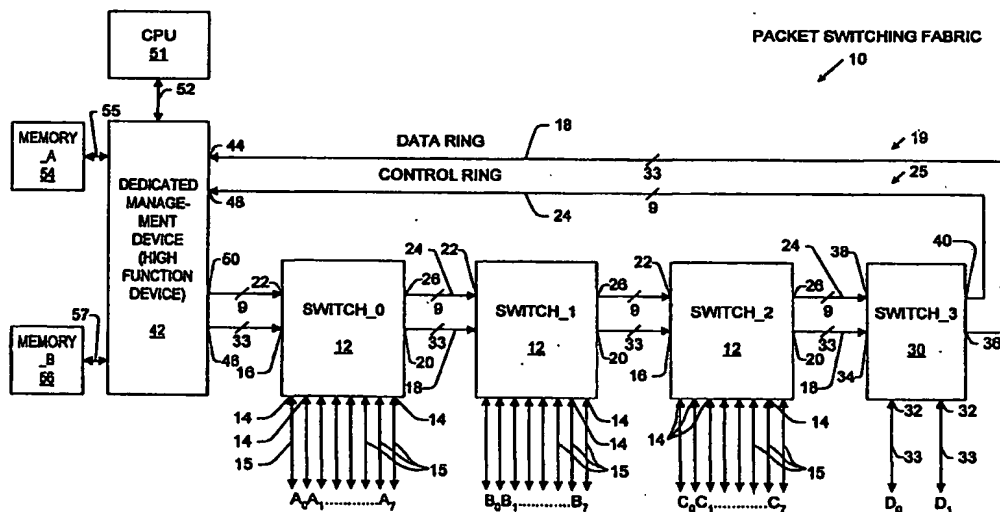 CPU
51
PACKET SWITCHING FABRIC
10
52
55
MEMORY
_A
54
44
DATA RING
18
19
33
CONTROL RING
25
48
24
9
DEDICATED
MANAGE-
MENT
DEVICE
(HIGH
FUNCTION
DEVICE)
42
50
22
26
24
22
26
22
26
24
38
40
9
9
9
9
SWITCH_0
SWITCH_1
SWITCH_2
SWITCH_3
33
33
33
33
12
12
12
30
36
57
MEMORY
_B
56
46
16
20
18
20
16
20
18
34
14
14
14
14
14
14
14
32
32
15
15
15
15
33
33
A0A1............A7
B0B1............B7
C0C1............C7
D0
D1